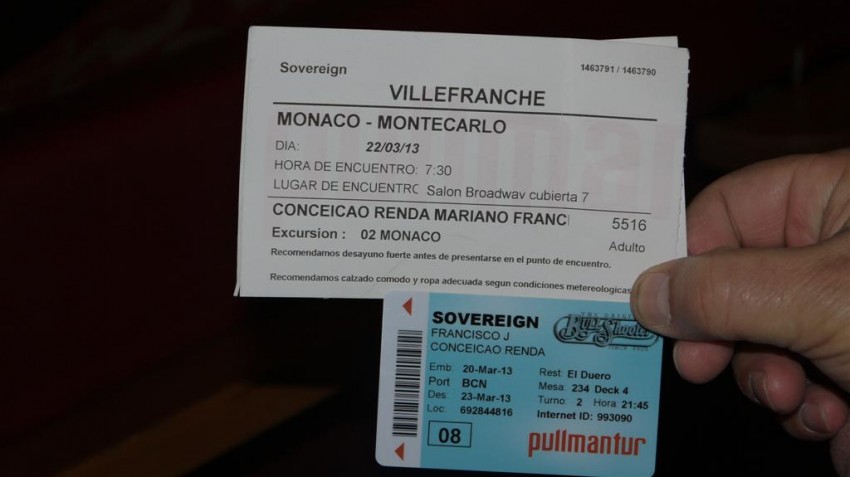 Sovereign 1463791 / 1463790
VILLEFRANCHE
MONACO - MONTECARLO
DIA: 22/03/13
HORA DE ENCUENTRO: 7:30
LUGAR DE ENCUENTRO Salon Broadway cubierta 7
CONCEICAO RENDA MARIANO FRANCI 5516
Excursion : 02 MONACO Adulto
Recomendamos desayuno fuerte antes de presentarse en el punto de encuentro.
Recomendamos calzado comodo y ropa adecuada segun condiciones metereologicas
SOVEREIGN
FRANCISCO J
CONCEICAO RENDA
Emb 20-Mar-13 Rest El Duero
Port BCN Mesa: 234 Deck 4
Des: 23-Mar-13 Turno: 2 Hora 21:45
Loc: 692844816 Internet ID: 993090
08
pullmantur